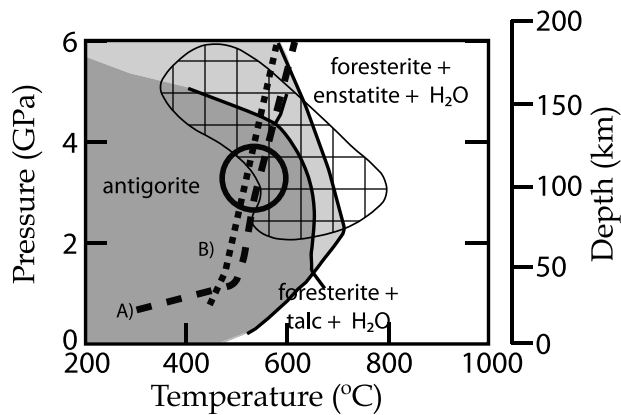 6
4
2
0
Pressure (GPa)
200
400
600
800
1000
Temperature (ºC)
200
150
100
50
0
Depth (km)
foresterite +
enstatite + H₂O
antigorite
B)
A)
foresterite +
talc + H₂O